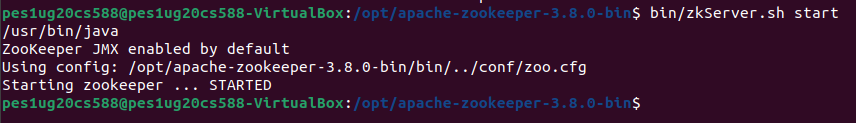 pes1ug20cs588@pes1ug20cs588-VirtualBox:/opt/apache-zookeeper-3.8.0-bin$ bin/zkServer.sh start
/usr/bin/java
ZooKeeper JMX enabled by default
Using config: /opt/apache-zookeeper-3.8.0-bin/bin/../conf/zoo.cfg
Starting zookeeper ... STARTED
pes1ug20cs588@pes1ug20cs588-VirtualBox:/opt/apache-zookeeper-3.8.0-bin$